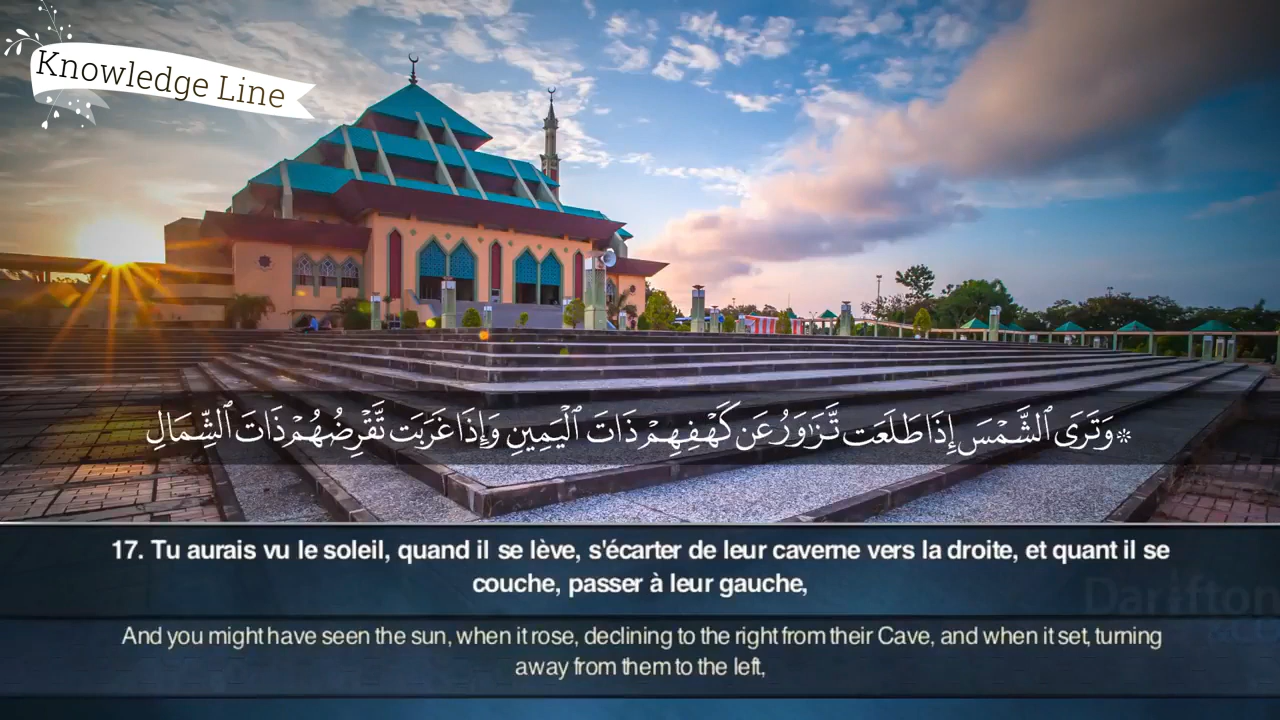 Knowledge Line
۞ وَتَرَى ٱلشَّمْسَ إِذَا طَلَعَت تَّزَٰوَرُ عَن كَهْفِهِمْ ذَاتَ ٱلْيَمِينِ وَإِذَا غَرَبَت تَّقْرِضُهُمْ ذَاتَ ٱلشِّمَالِ
17. Tu aurais vu le soleil, quand il se lève, s'écarter de leur caverne vers la droite, et quant il se
couche, passer à leur gauche,
And you might have seen the sun, when it rose, declining to the right from their Cave, and when it set, turning
away from them to the left,